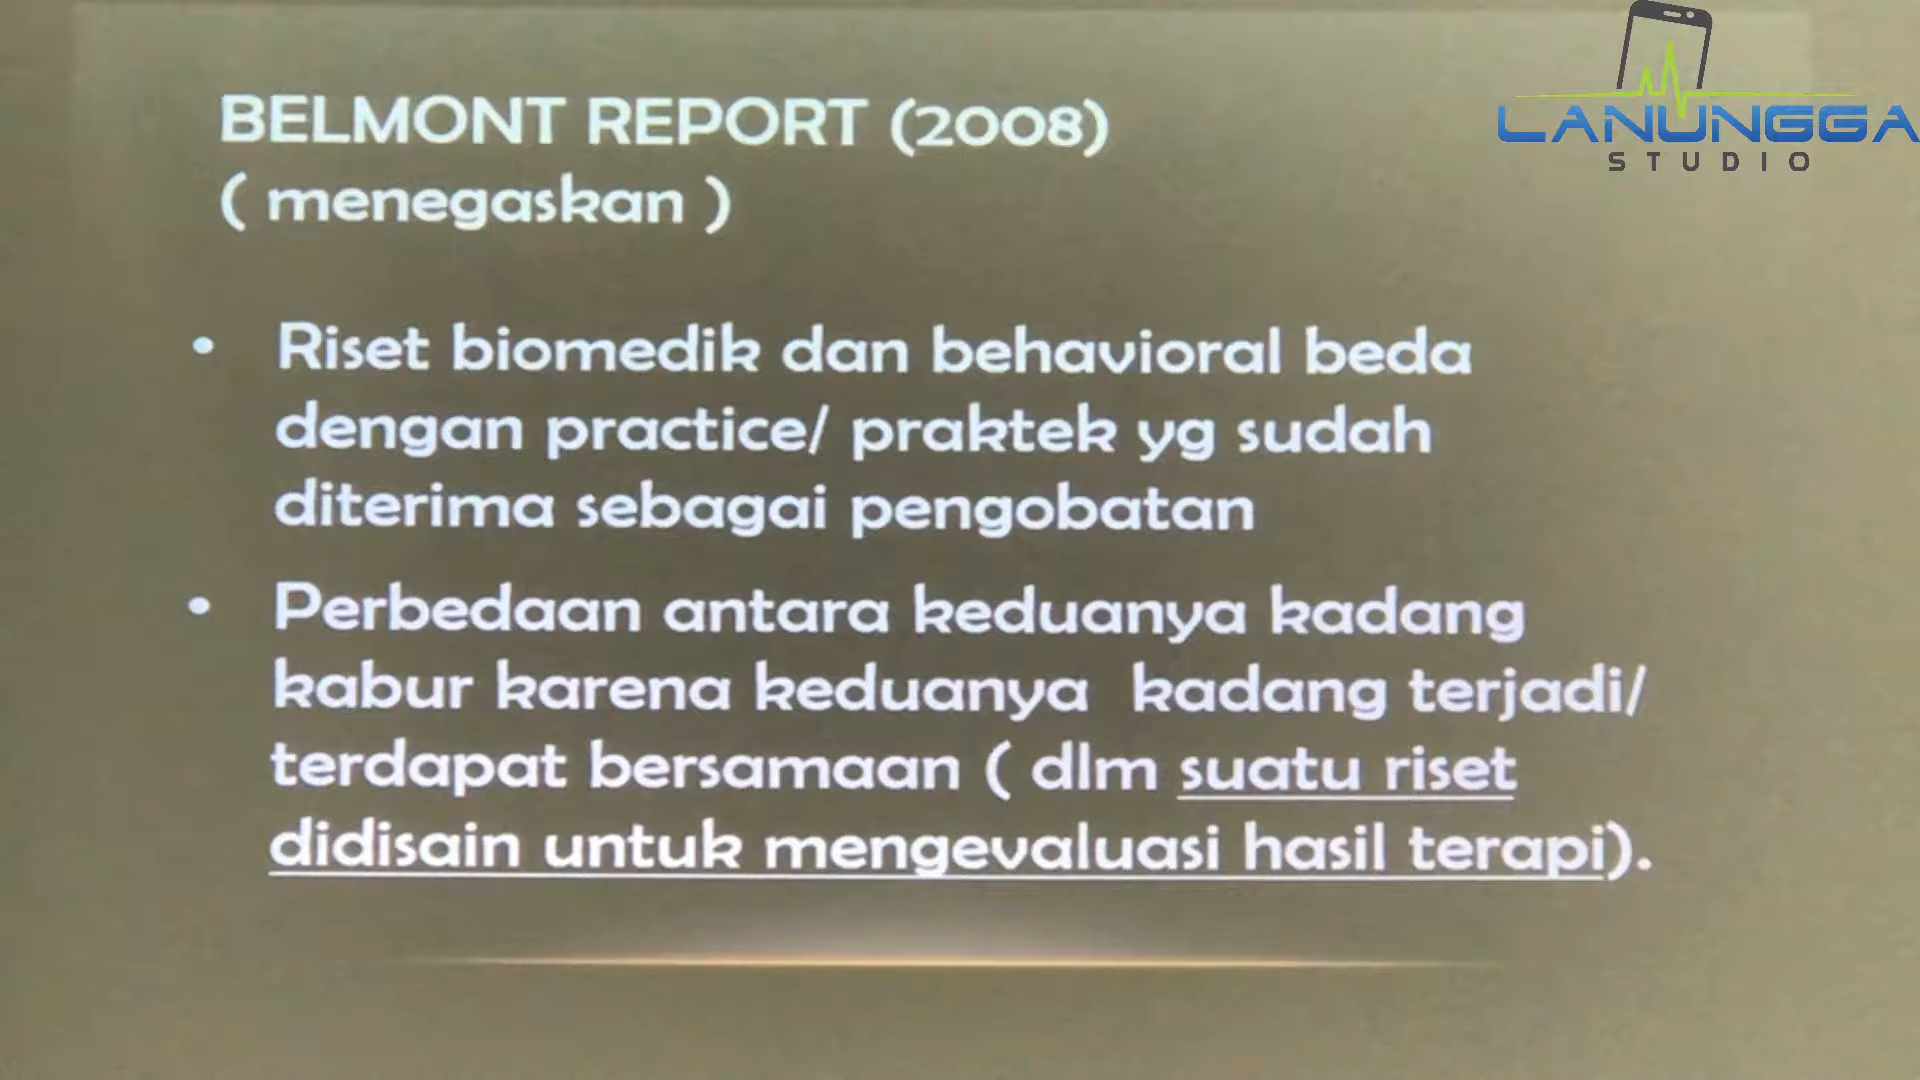 BELMONT REPORT (2008)
( menegaskan )
LANUNGGA
STUDIO
• Riset biomedik dan behavioral beda
dengan practice/ praktek yg sudah
diterima sebagai pengobatan
• Perbedaan antara keduanya kadang
kabur karena keduanya kadang terjadi/
terdapat bersamaan ( dlm suatu riset
didisain untuk mengevaluasi hasil terapi).